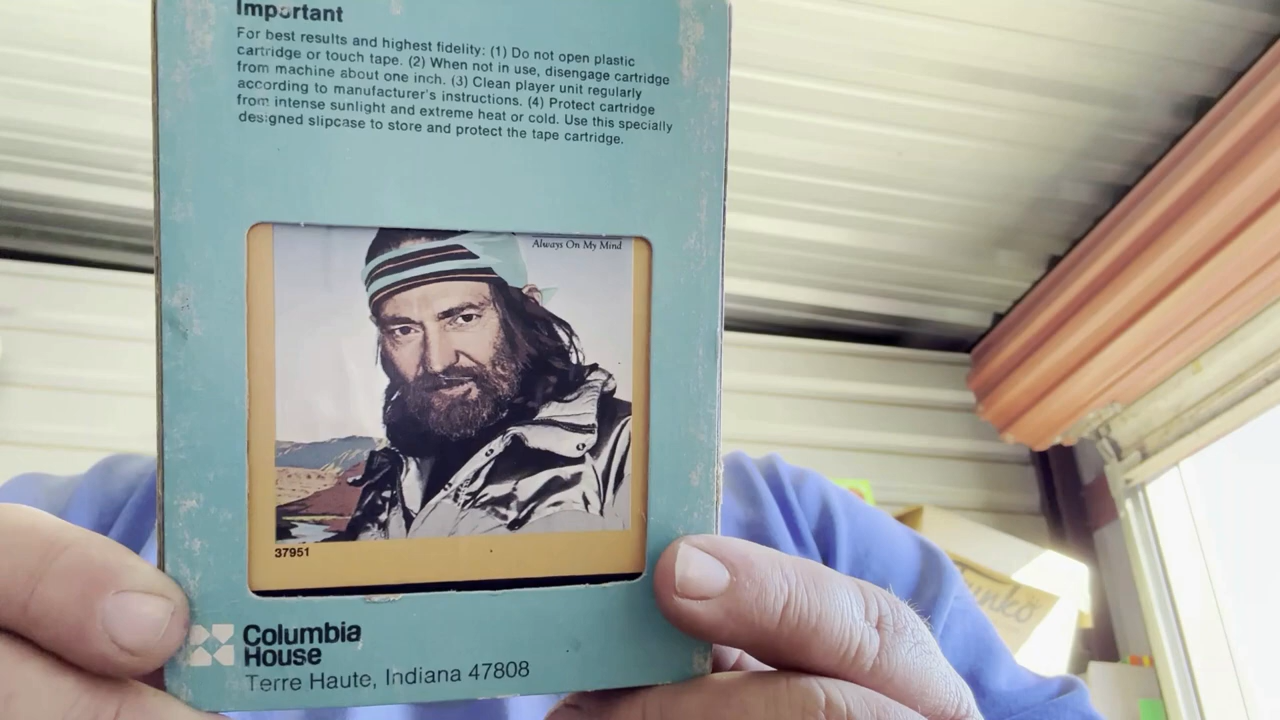 Important
For best results and highest fidelity: (1) Do not open plastic
cartridge or touch tape. (2) When not in use, disengage cartridge
from machine about one inch. (3) Clean player unit regularly
according to manufacturer's instructions. (4) Protect cartridge
from intense sunlight and extreme heat or cold. Use this specially
designed slipcase to store and protect the tape cartridge.
Always On My Mind
37951
Columbia
House
Terre Haute, Indiana 47808